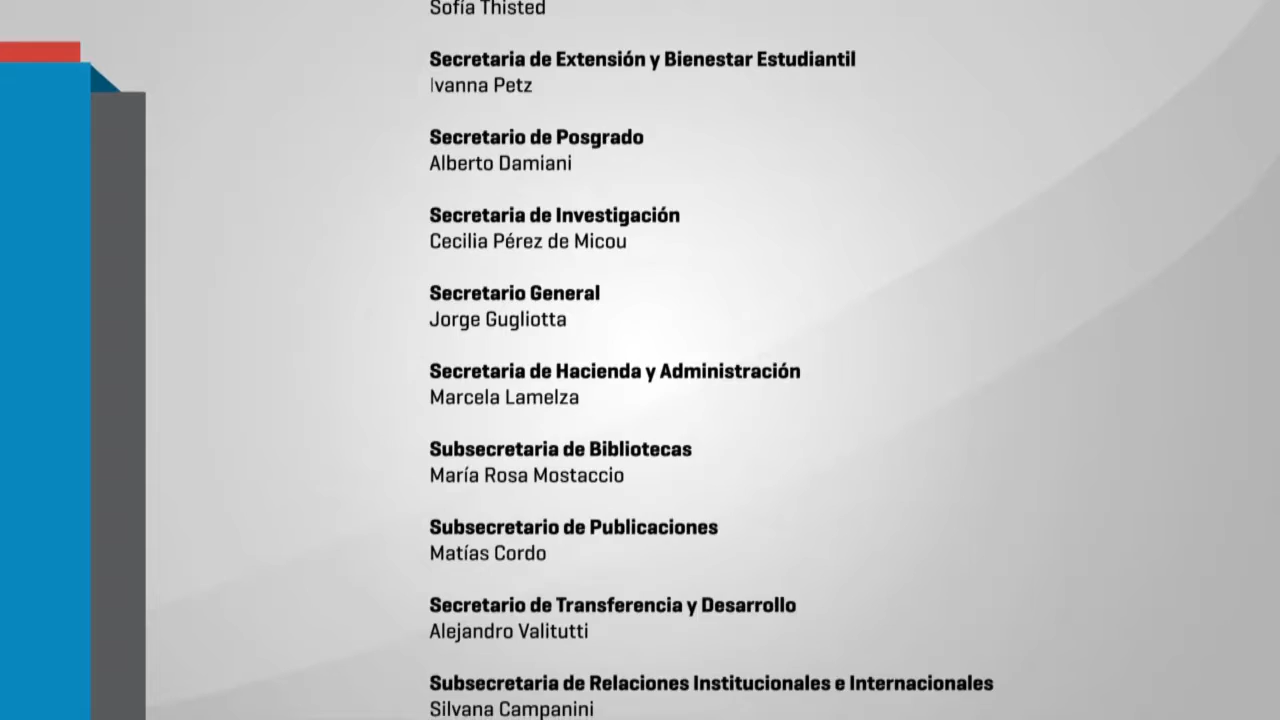 Sofía Thisted
Secretaria de Extensión y Bienestar Estudiantil
Ivanna Petz
Secretario de Posgrado
Alberto Damiani
Secretaria de Investigación
Cecilia Pérez de Micou
Secretario General
Jorge Gugliotta
Secretaria de Hacienda y Administración
Marcela Lamelza
Subsecretaria de Bibliotecas
María Rosa Mostaccio
Subsecretario de Publicaciones
Matías Cordo
Secretario de Transferencia y Desarrollo
Alejandro Valitutti
Subsecretaria de Relaciones Institucionales e Internacionales
Silvana Campanini